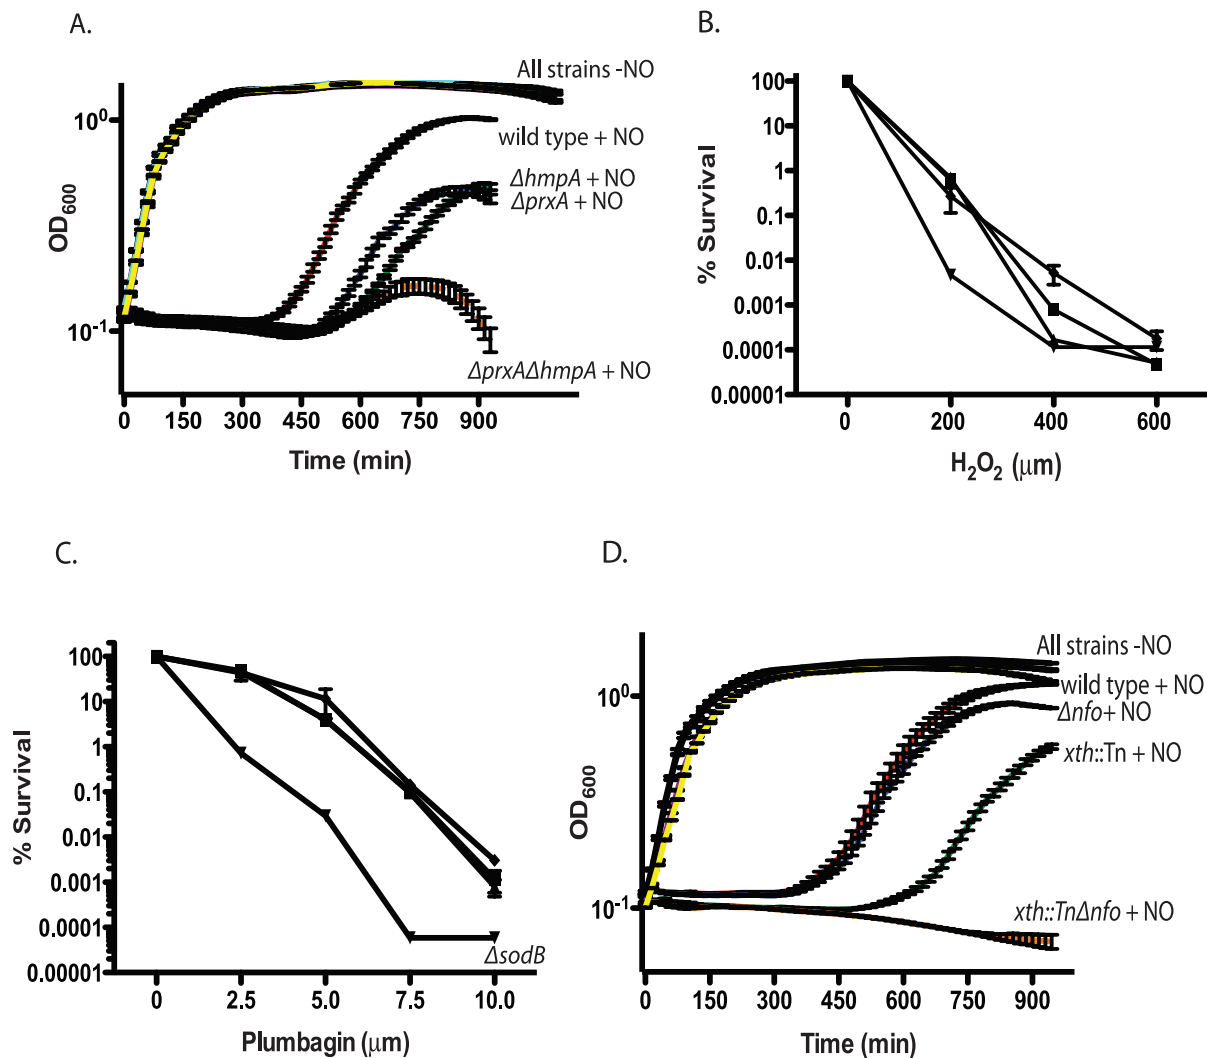 A.
All strains -NO
10⁰
wild type + NO
ΔhmpA + NO
ΔprxA + NO
OD₆₀₀
10⁻¹
ΔprxAΔhmpA + NO
0 150 300 450 600 750 900
Time (min)
B.
100
10
1
0.1
0.01
0.001
0.0001
0.00001
% Survival
0 200 400 600
H₂O₂ (μm)
C.
100
10
1
0.1
0.01
0.001
0.0001
0.00001
% Survival
ΔsodB
0 2.5 5.0 7.5 10.0
Plumbagin (μm)
D.
All strains -NO
10⁰
wild type + NO
Δnfo+ NO
xth::Tn + NO
OD₆₀₀
10⁻¹
xth::TnΔnfo + NO
0 150 300 450 600 750 900
Time (min)